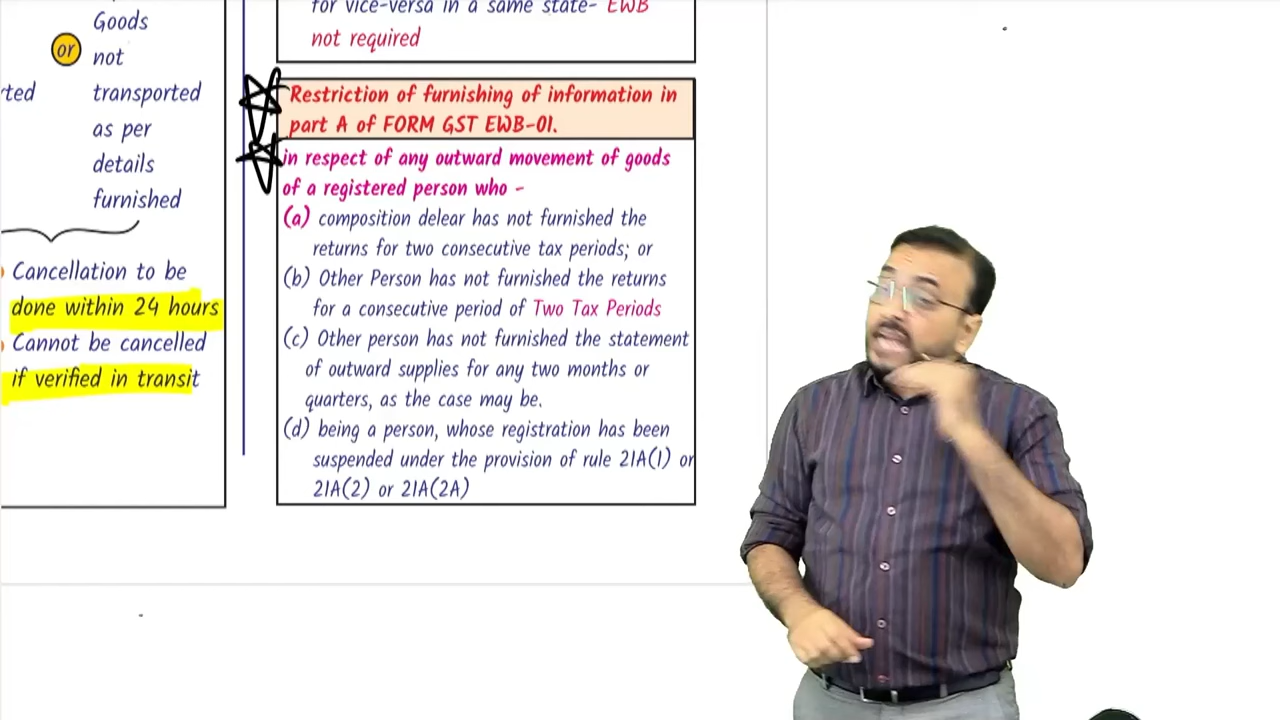 Goods
or
not
rted
transported
as per
details
furnished
Cancellation to be
done within 24 hours
Cannot be cancelled
if verified in transit
for vice-versa in a same state- EWB
not required
Restriction of furnishing of information in
part A of FORM GST EWB-01.
in respect of any outward movement of goods
of a registered person who -
(a) composition delear has not furnished the
returns for two consecutive tax periods; or
(b) Other Person has not furnished the returns
for a consecutive period of Two Tax Periods
(c) Other person has not furnished the statement
of outward supplies for any two months or
quarters, as the case may be.
(d) being a person, whose registration has been
suspended under the provision of rule 21A(1) or
21A(2) or 21A(2A)